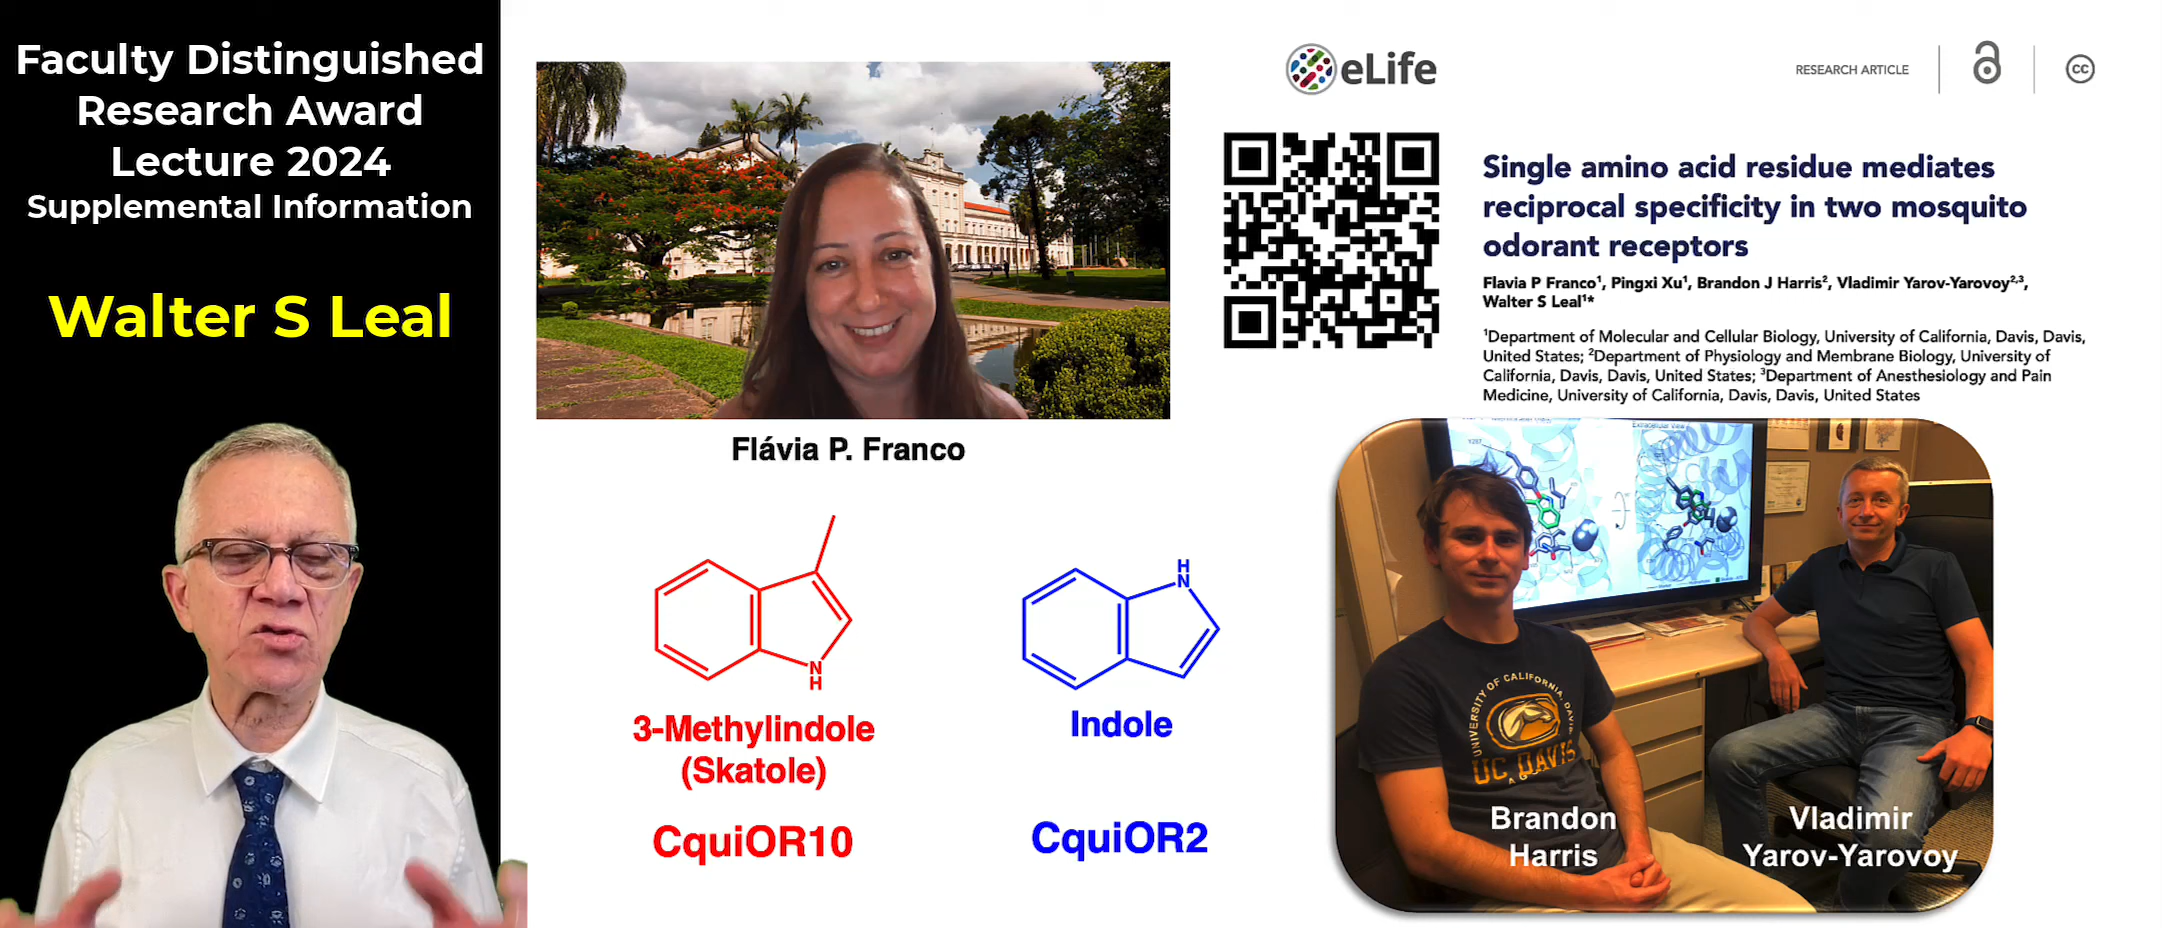 Faculty Distinguished
Research Award
Lecture 2024
Supplemental Information
Walter S Leal
Flávia P. Franco
eLife
RESEARCH ARTICLE
cc
Single amino acid residue mediates
reciprocal specificity in two mosquito
odorant receptors
Flavia P Franco¹, Pingxi Xu¹, Brandon J Harris², Vladimir Yarov-Yarovoy²,³,
Walter S Leal¹*
¹Department of Molecular and Cellular Biology, University of California, Davis, Davis,
United States; ²Department of Physiology and Membrane Biology, University of
California, Davis, Davis, United States; ³Department of Anesthesiology and Pain
Medicine, University of California, Davis, Davis, United States
N
H
3-Methylindole
(Skatole)
CquiOR10
H
N
Indole
CquiOR2
Extracellular View
UNIVERSITY OF CALIFORNIA, DAVIS
UC DAVIS
Brandon
Harris
Vladimir
Yarov-Yarovoy